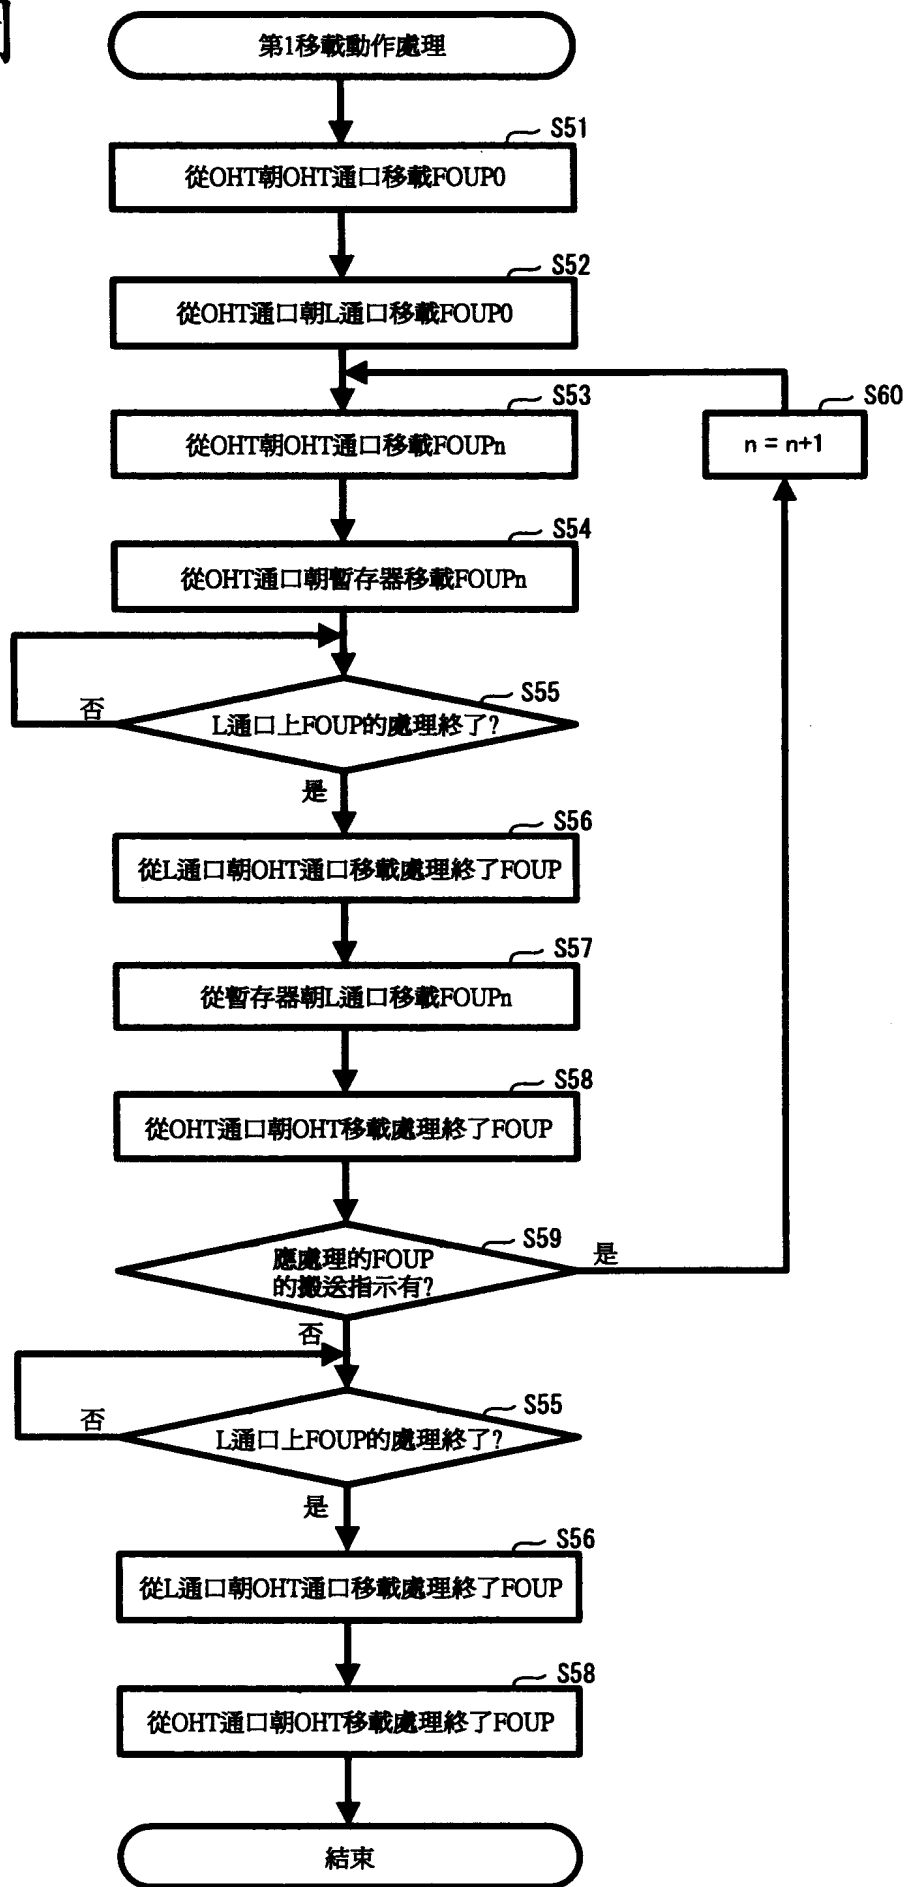 第1移載動作處理
S51
從OHT朝OHT通口移載FOUP0
S52
從OHT通口朝L通口移載FOUP0
S53
從OHT朝OHT通口移載FOUPn
S60
n = n+1
S54
從OHT通口朝暫存器移載FOUPn
S55
L通口上FOUP的處理終了?
否
是
S56
從L通口朝OHT通口移載處理終了FOUP
S57
從暫存器朝L通口移載FOUPn
S58
從OHT通口朝OHT移載處理終了FOUP
S59
應處理的FOUP
的搬送指示有?
是
否
S55
L通口上FOUP的處理終了?
否
是
S56
從L通口朝OHT通口移載處理終了FOUP
S58
從OHT通口朝OHT移載處理終了FOUP
結束